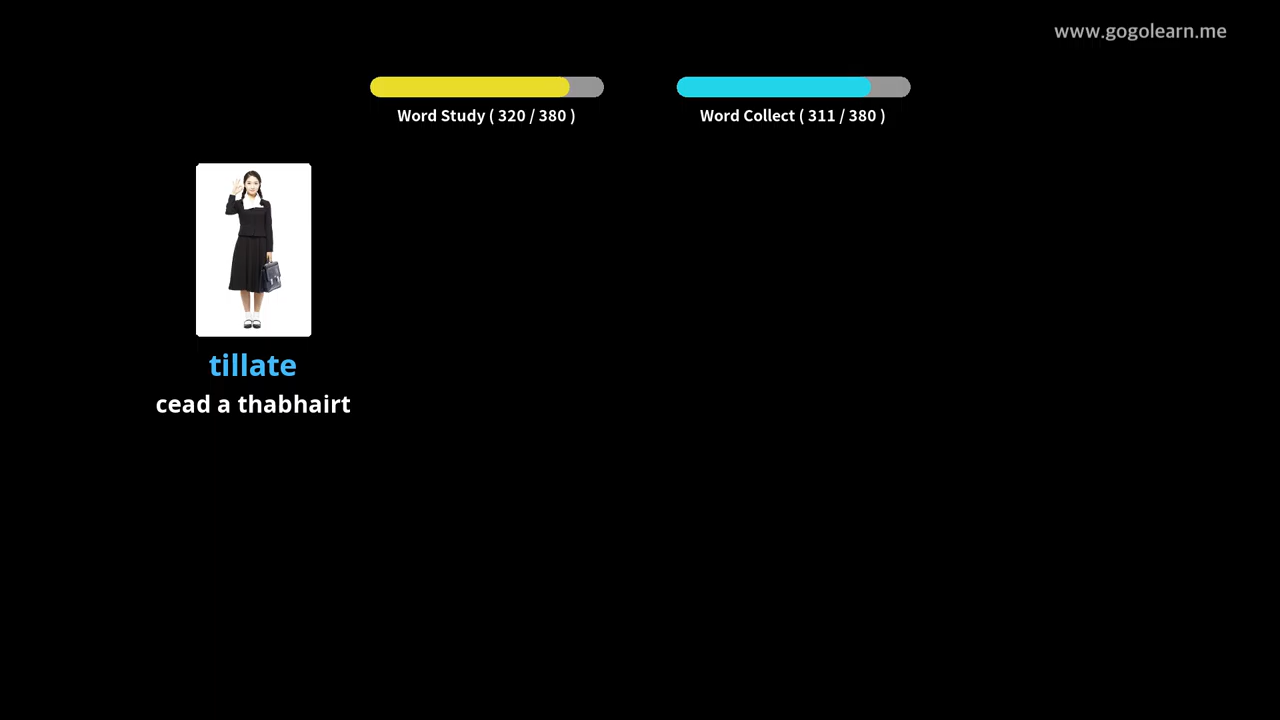 www.gogolearn.me
Word Study ( 320 / 380 )
Word Collect ( 311 / 380 )
tillate
cead a thabhairt